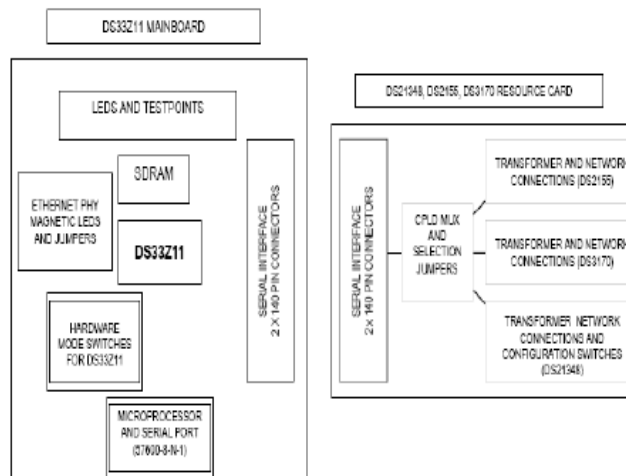 DS33Z11 MAINBOARD
LEDS AND TESTPOINTS
SDRAM
ETHERNET PHY
MAGNETIC LEDS
AND JUMPERS
DS33Z11
HARDWARE
MODE SWITCHES
FOR DS33Z11
MICROPROCESSOR
AND SERIAL PORT
(57600-8-N-1)
SERIAL INTERFACE
2 X 140 PIN CONNECTORS
DS21348, DS2155, DS3170 RESOURCE CARD
SERIAL INTERFACE
2 X 140 PIN CONNECTORS
CPLD MUX
AND
SELECTION
JUMPERS
TRANSFORMER AND NETWORK
CONNECTIONS (DS2155)
TRANSFORMER AND NETWORK
CONNECTIONS (DS3170)
TRANSFORMER NETWORK
CONNECTIONS AND
CONFIGURATION SWITCHES
(DS21348)